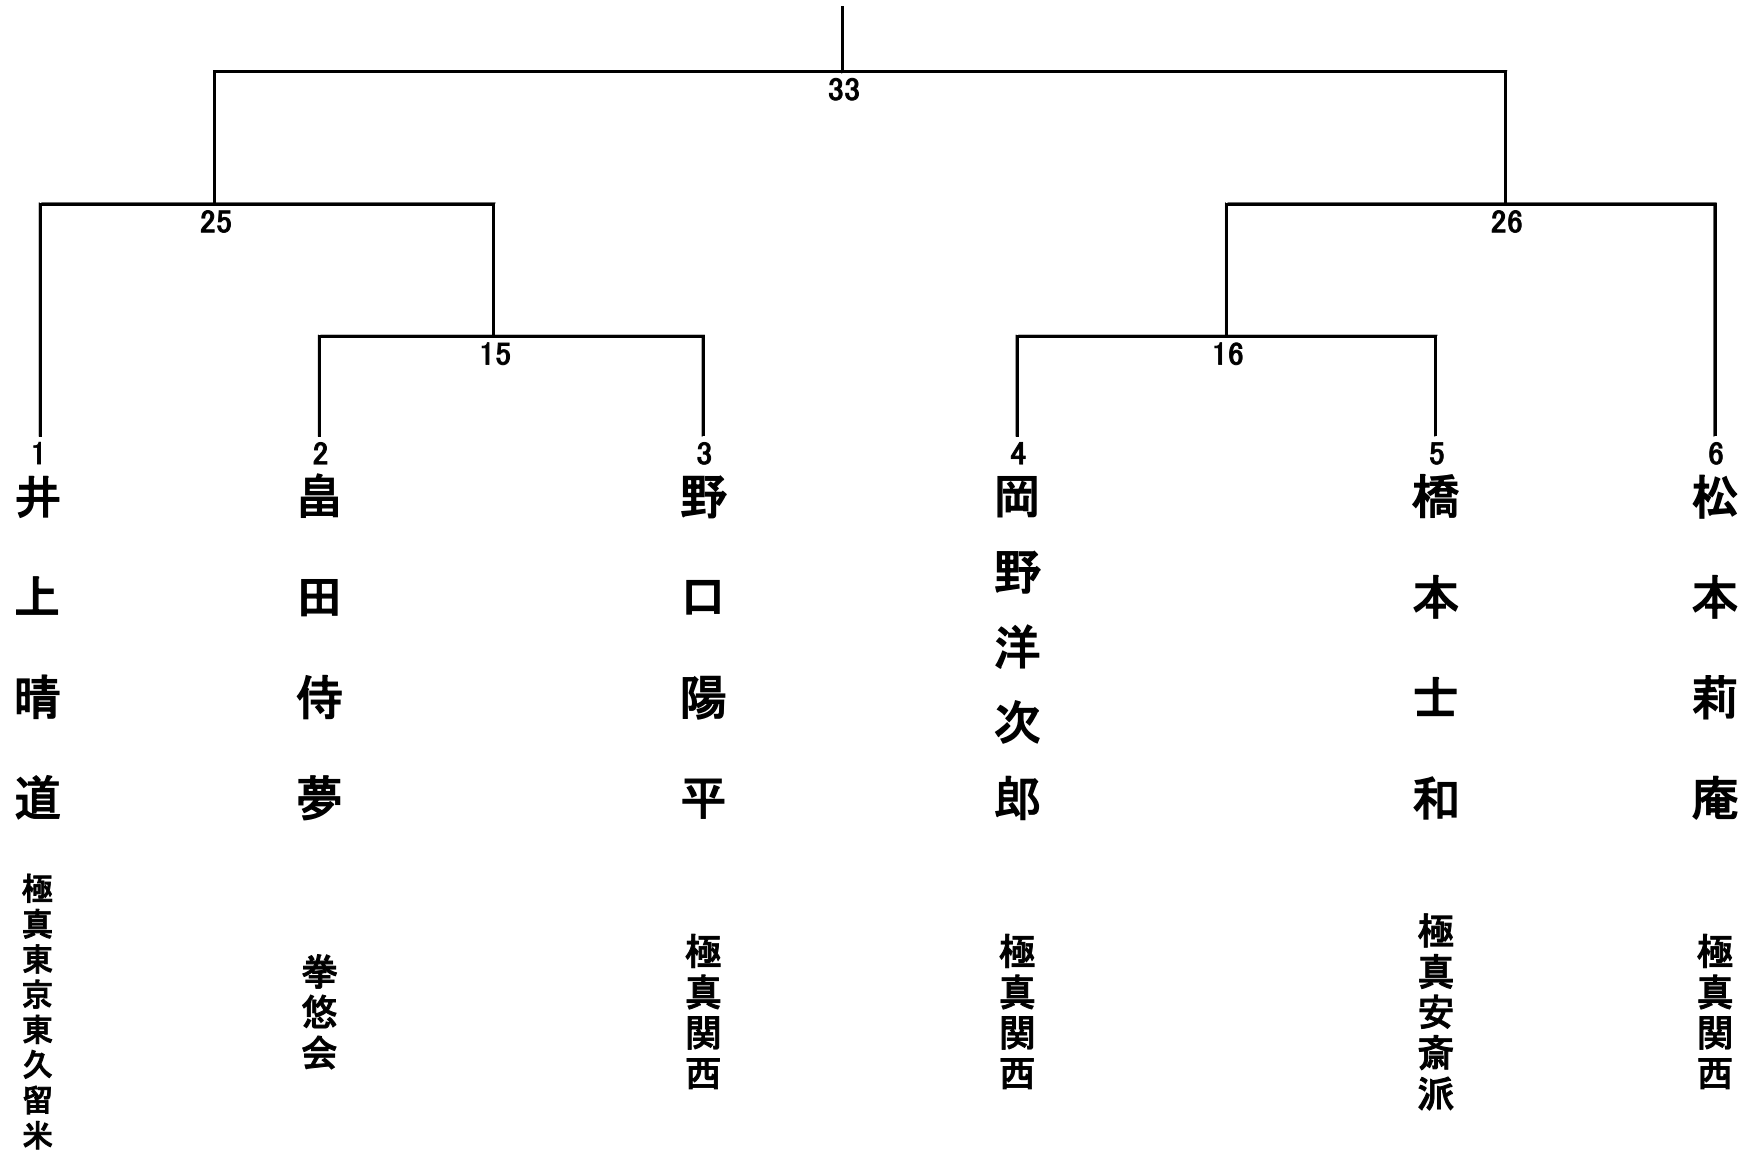 33
25
26
15
16
1
井上晴道
極真東京東久留米
2
畠田侍夢
拳悠会
3
野口陽平
極真関西
4
岡野洋次郎
極真関西
5
橋本士和
極真安斎派
6
松本莉庵
極真関西